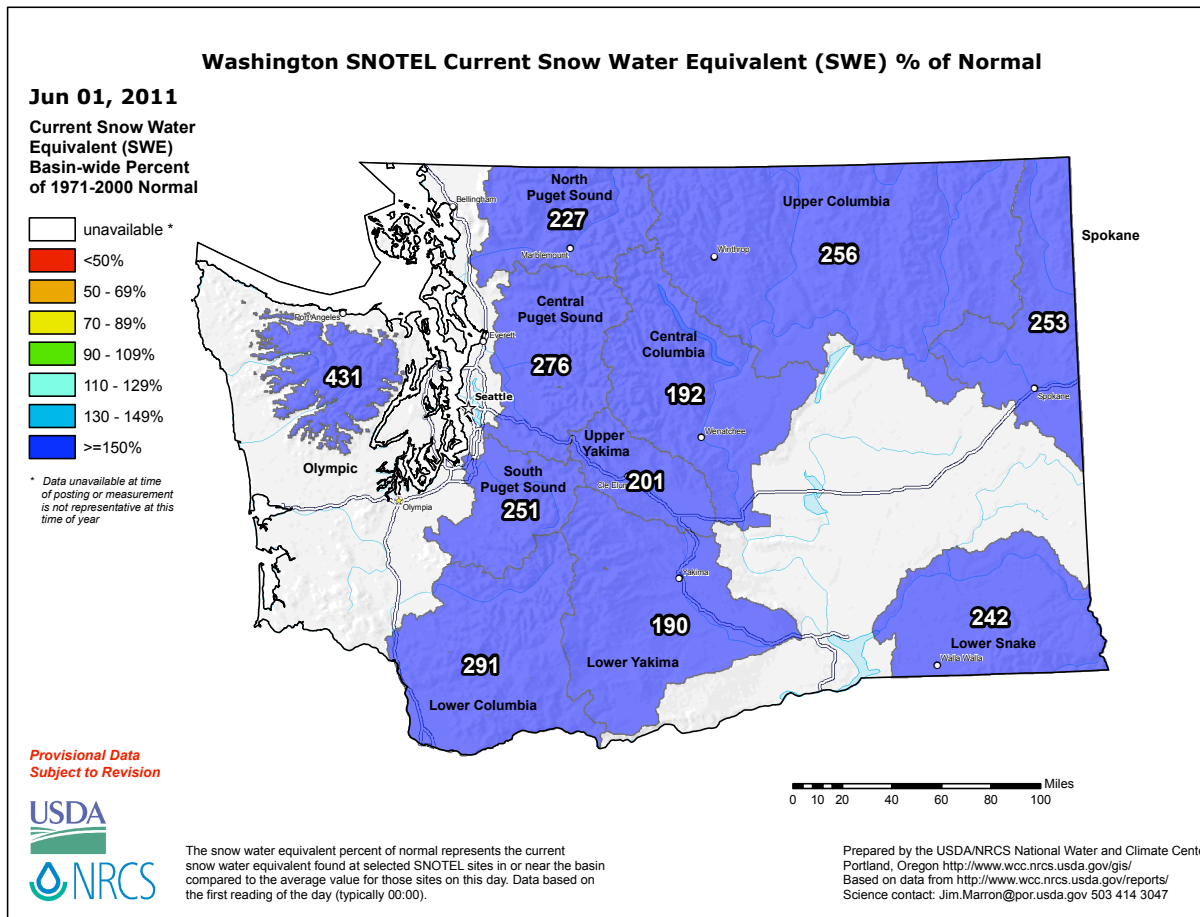 Washington SNOTEL Current Snow Water Equivalent (SWE) % of Normal
Jun 01, 2011
Current Snow Water
Equivalent (SWE)
Basin-wide Percent
of 1971-2000 Normal
unavailable *
<50%
50 - 69%
70 - 89%
90 - 109%
110 - 129%
130 - 149%
>=150%
* Data unavailable at time
of posting or measurement
is not representative at this
time of year
North
Puget Sound
227
Bellingham
Marblemount
Upper Columbia
256
Winthrop
Spokane
253
Spokane
Central
Puget Sound
276
Everett
Central
Columbia
192
Wenatchee
Port Angeles
431
Olympic
Seattle
Upper
Yakima
201
South
Puget Sound
251
Olympia
Yakima
190
Lower Yakima
291
Lower Columbia
242
Lower Snake
Walla Walla
Provisional Data
Subject to Revision
USDA
NRCS
Miles
0 10 20 40 60 80 100
The snow water equivalent percent of normal represents the current
snow water equivalent found at selected SNOTEL sites in or near the basin
compared to the average value for those sites on this day. Data based on
the first reading of the day (typically 00:00).
Prepared by the USDA/NRCS National Water and Climate Cente
Portland, Oregon http://www.wcc.nrcs.usda.gov/gis/
Based on data from http://www.wcc.nrcs.usda.gov/reports/
Science contact: Jim.Marron@por.usda.gov 503 414 3047